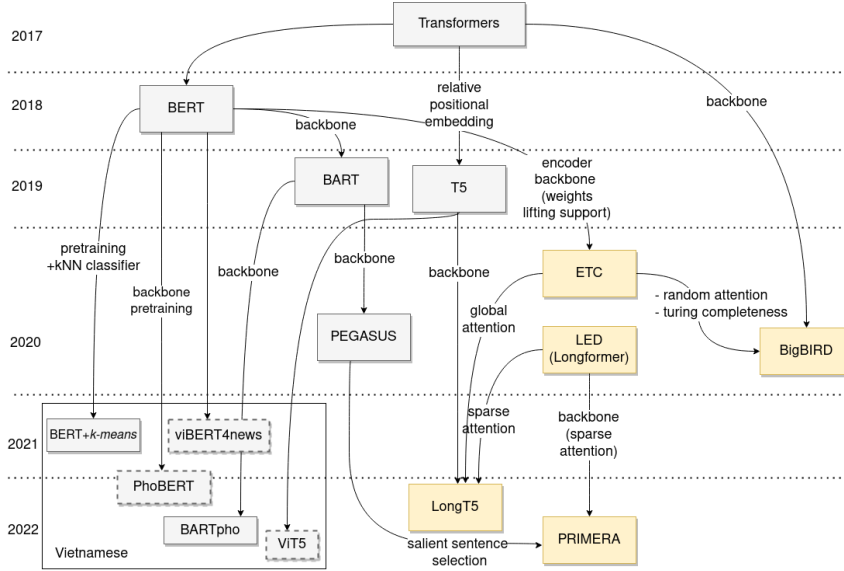 2017
Transformers
2018
BERT
relative
positional
embedding
backbone
backbone
2019
BART
T5
encoder
backbone
(weights
lifting support)
pretraining
+kNN classifier
backbone
pretraining
backbone
backbone
backbone
ETC
global
attention
- random attention
- turing completeness
2020
PEGASUS
LED
(Longformer)
BigBIRD
sparse
attention
backbone
(sparse
attention)
2021
BERT+k-means
viBERT4news
PhoBERT
2022
BARTpho
ViT5
LongT5
PRIMERA
salient sentence
selection
Vietnamese